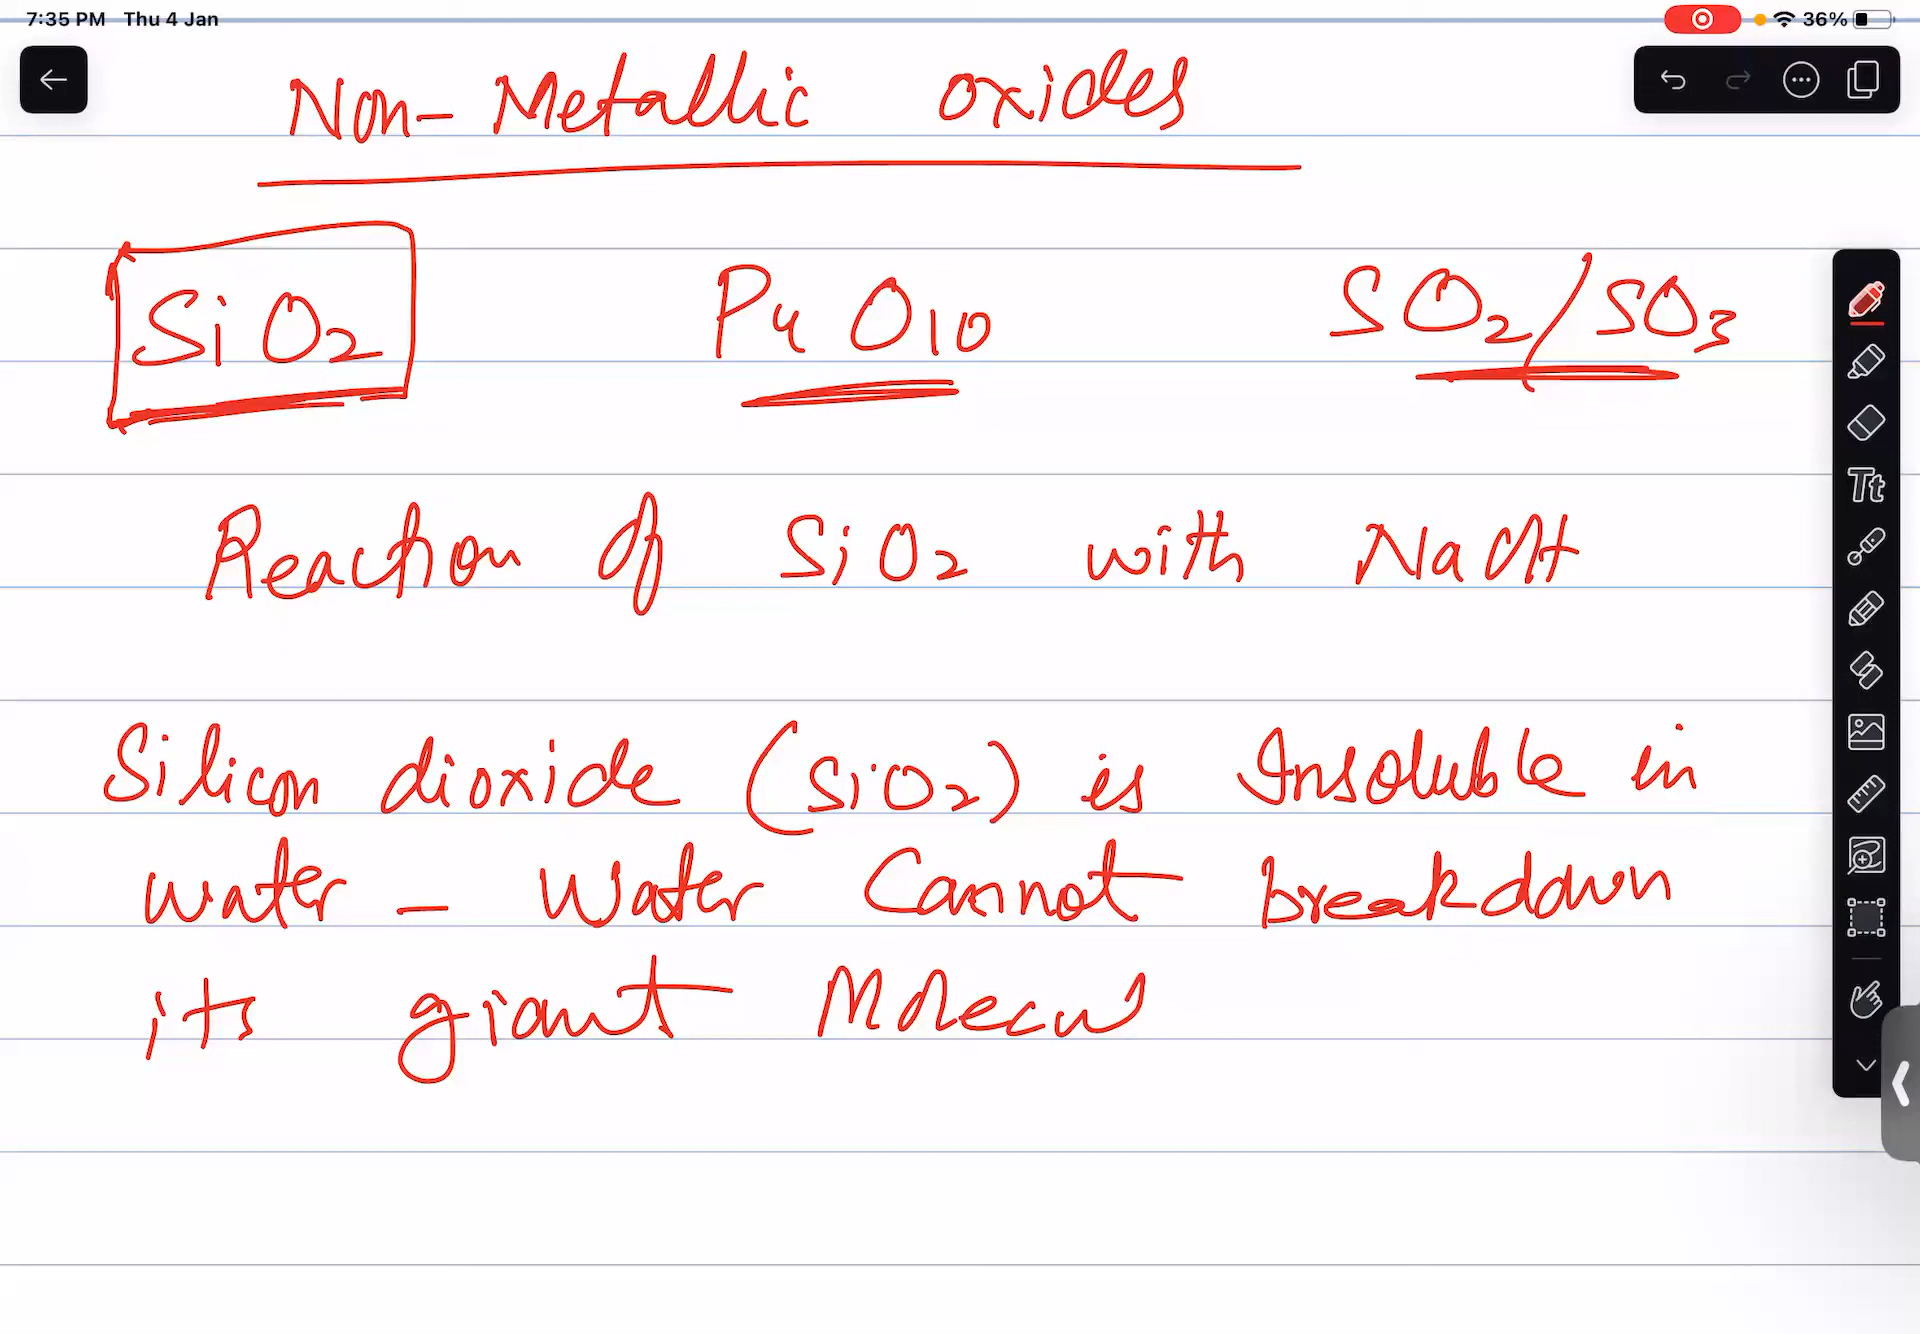 7:35 PM Thu 4 Jan 36%
Non-Metallic oxides
SiO2 P4O10 SO2/SO3
Tt
Reaction of SiO2 with NaOH
Silicon dioxide (SiO2) is Insoluble in
water - Water Cannot breakdown
its giant Molecu